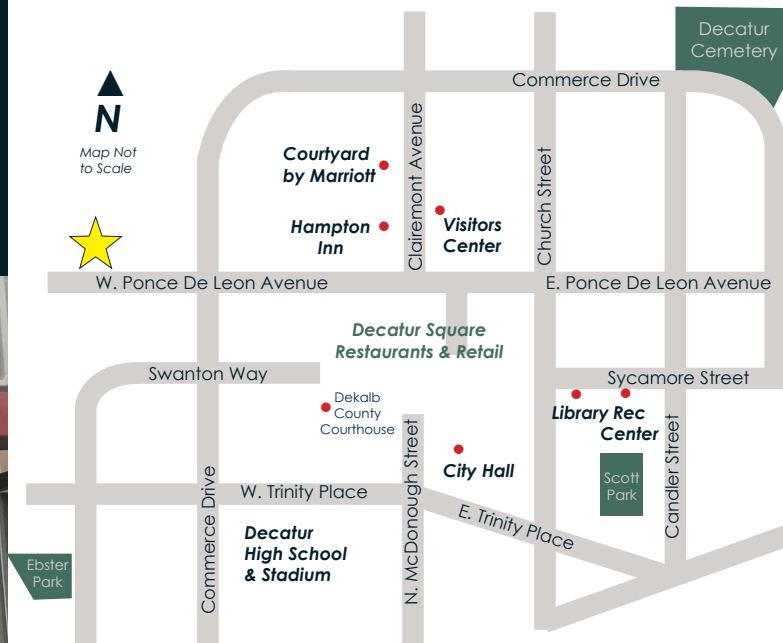 Decatur
Cemetery
Commerce Drive
N
Map Not
to Scale
Courtyard
by Marriott
Clairemont Avenue
Church Street
Hampton
Inn
Visitors
Center
W. Ponce De Leon Avenue
E. Ponce De Leon Avenue
Decatur Square
Restaurants & Retail
Swanton Way
Sycamore Street
Dekalb
County
Courthouse
Library Rec
Center
N. McDonough Street
Candler Street
City Hall
Scott
Park
Commerce Drive
W. Trinity Place
E. Trinity Place
Decatur
High School
& Stadium
Ebster
Park